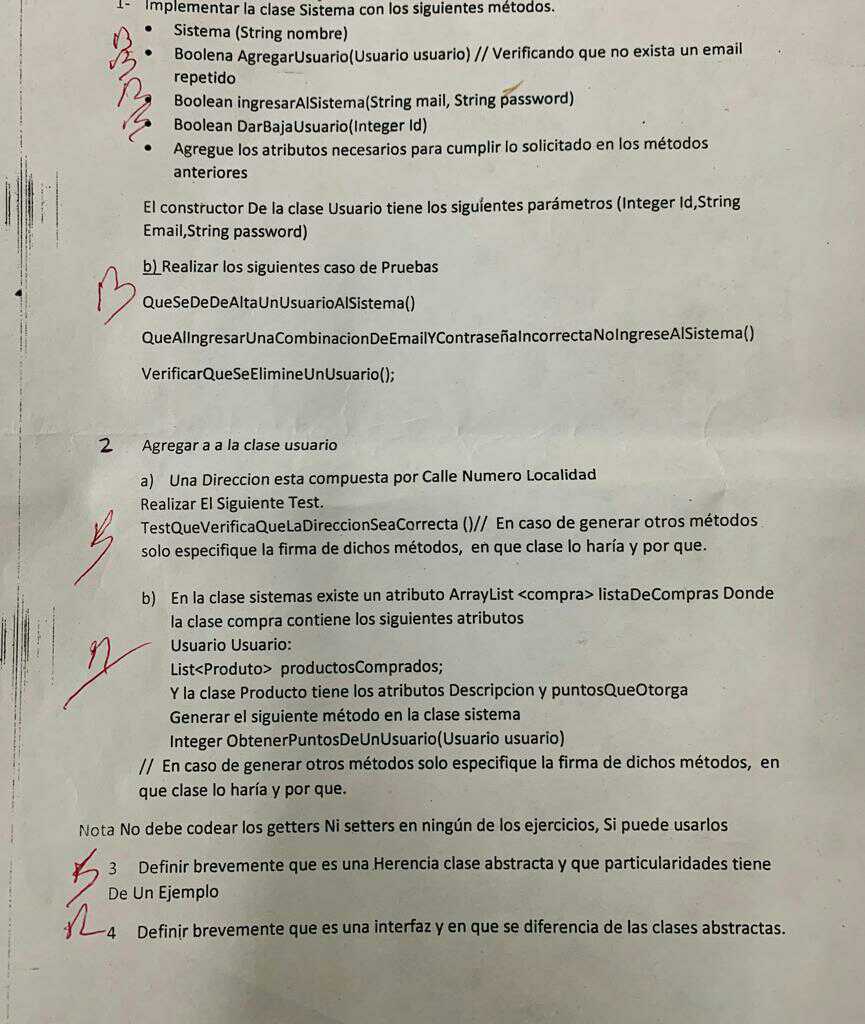 1- Implementar la clase Sistema con los siguientes métodos.
• Sistema (String nombre)
• Boolena AgregarUsuario(Usuario usuario) // Verificando que no exista un email
repetido
• Boolean ingresarAlSistema(String mail, String password)
• Boolean DarBajaUsuario(Integer Id)
• Agregue los atributos necesarios para cumplir lo solicitado en los métodos
anteriores
El constructor De la clase Usuario tiene los siguientes parámetros (Integer Id,String
Email,String password)
b) Realizar los siguientes caso de Pruebas
QueSeDeDeAltaUnUsuarioAlSistema()
QueAlIngresarUnaCombinacionDeEmailYContraseñaIncorrectaNoIngreseAlSistema()
VerificarQueSeElimineUnUsuario();
2 Agregar a a la clase usuario
a) Una Direccion esta compuesta por Calle Numero Localidad
Realizar El Siguiente Test.
TestQueVerificaQueLaDireccionSeaCorrecta ()// En caso de generar otros métodos
solo especifique la firma de dichos métodos, en que clase lo haría y por que.
b) En la clase sistemas existe un atributo ArrayList <compra> listaDeCompras Donde
la clase compra contiene los siguientes atributos
Usuario Usuario:
List<Produto> productosComprados;
Y la clase Producto tiene los atributos Descripcion y puntosQueOtorga
Generar el siguiente método en la clase sistema
Integer ObtenerPuntosDeUnUsuario(Usuario usuario)
// En caso de generar otros métodos solo especifique la firma de dichos métodos, en
que clase lo haría y por que.
Nota No debe codear los getters Ni setters en ningún de los ejercicios, Si puede usarlos
3 Definir brevemente que es una Herencia clase abstracta y que particularidades tiene
De Un Ejemplo
4 Definir brevemente que es una interfaz y en que se diferencia de las clases abstractas.